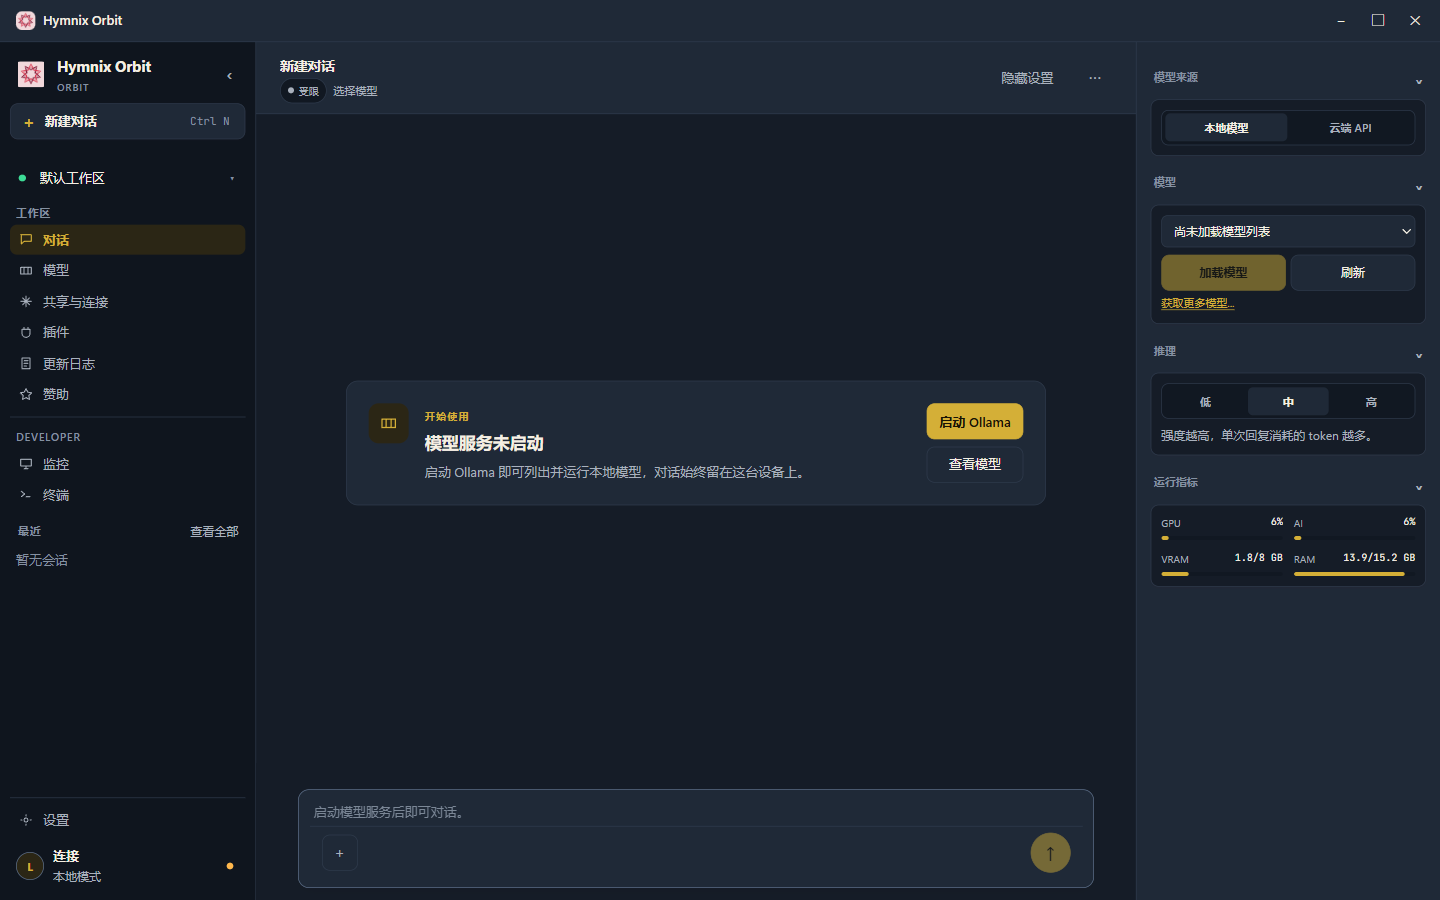 Hymnix Orbit
Hymnix Orbit
ORBIT
+ 新建对话 Ctrl N
默认工作区
工作区
对话
模型
共享与连接
插件
更新日志
赞助
DEVELOPER
监控
终端
最近 查看全部
暂无会话
设置
L
连接
本地模式
新建对话
受限 选择模型
隐藏设置 ···
开始使用
模型服务未启动
启动 Ollama 即可列出并运行本地模型，对话始终留在这台设备上。
启动 Ollama
查看模型
启动模型服务后即可对话。
+
↑
模型来源
本地模型 云端 API
模型
尚未加载模型列表
加载模型 刷新
获取更多模型...
推理
低 中 高
强度越高，单次回复消耗的 token 越多。
运行指标
GPU 6% AI 6%
VRAM 1.8/8 GB RAM 13.9/15.2 GB